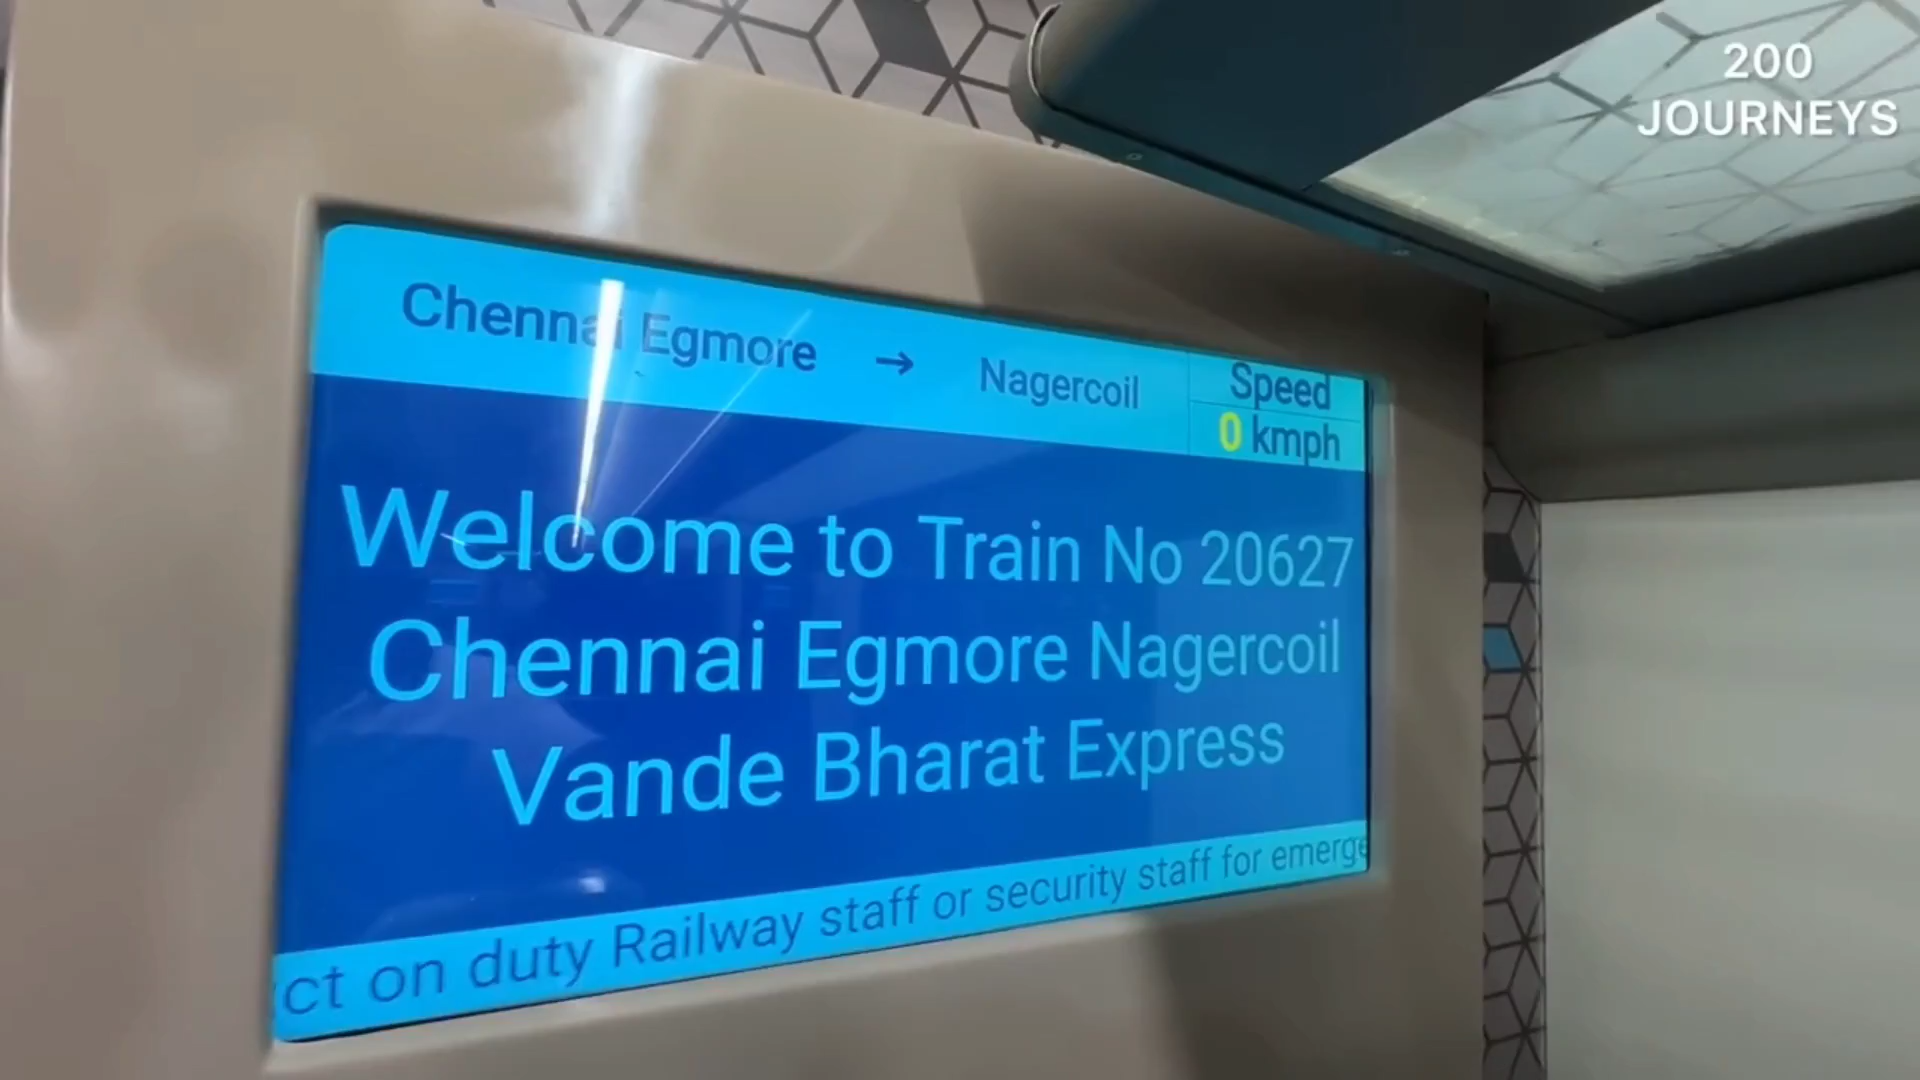 200
JOURNEYS
Chennai Egmore → Nagercoil
Speed
0 kmph
Welcome to Train No 20627
Chennai Egmore Nagercoil
Vande Bharat Express
ct on duty Railway staff or security staff for emerge